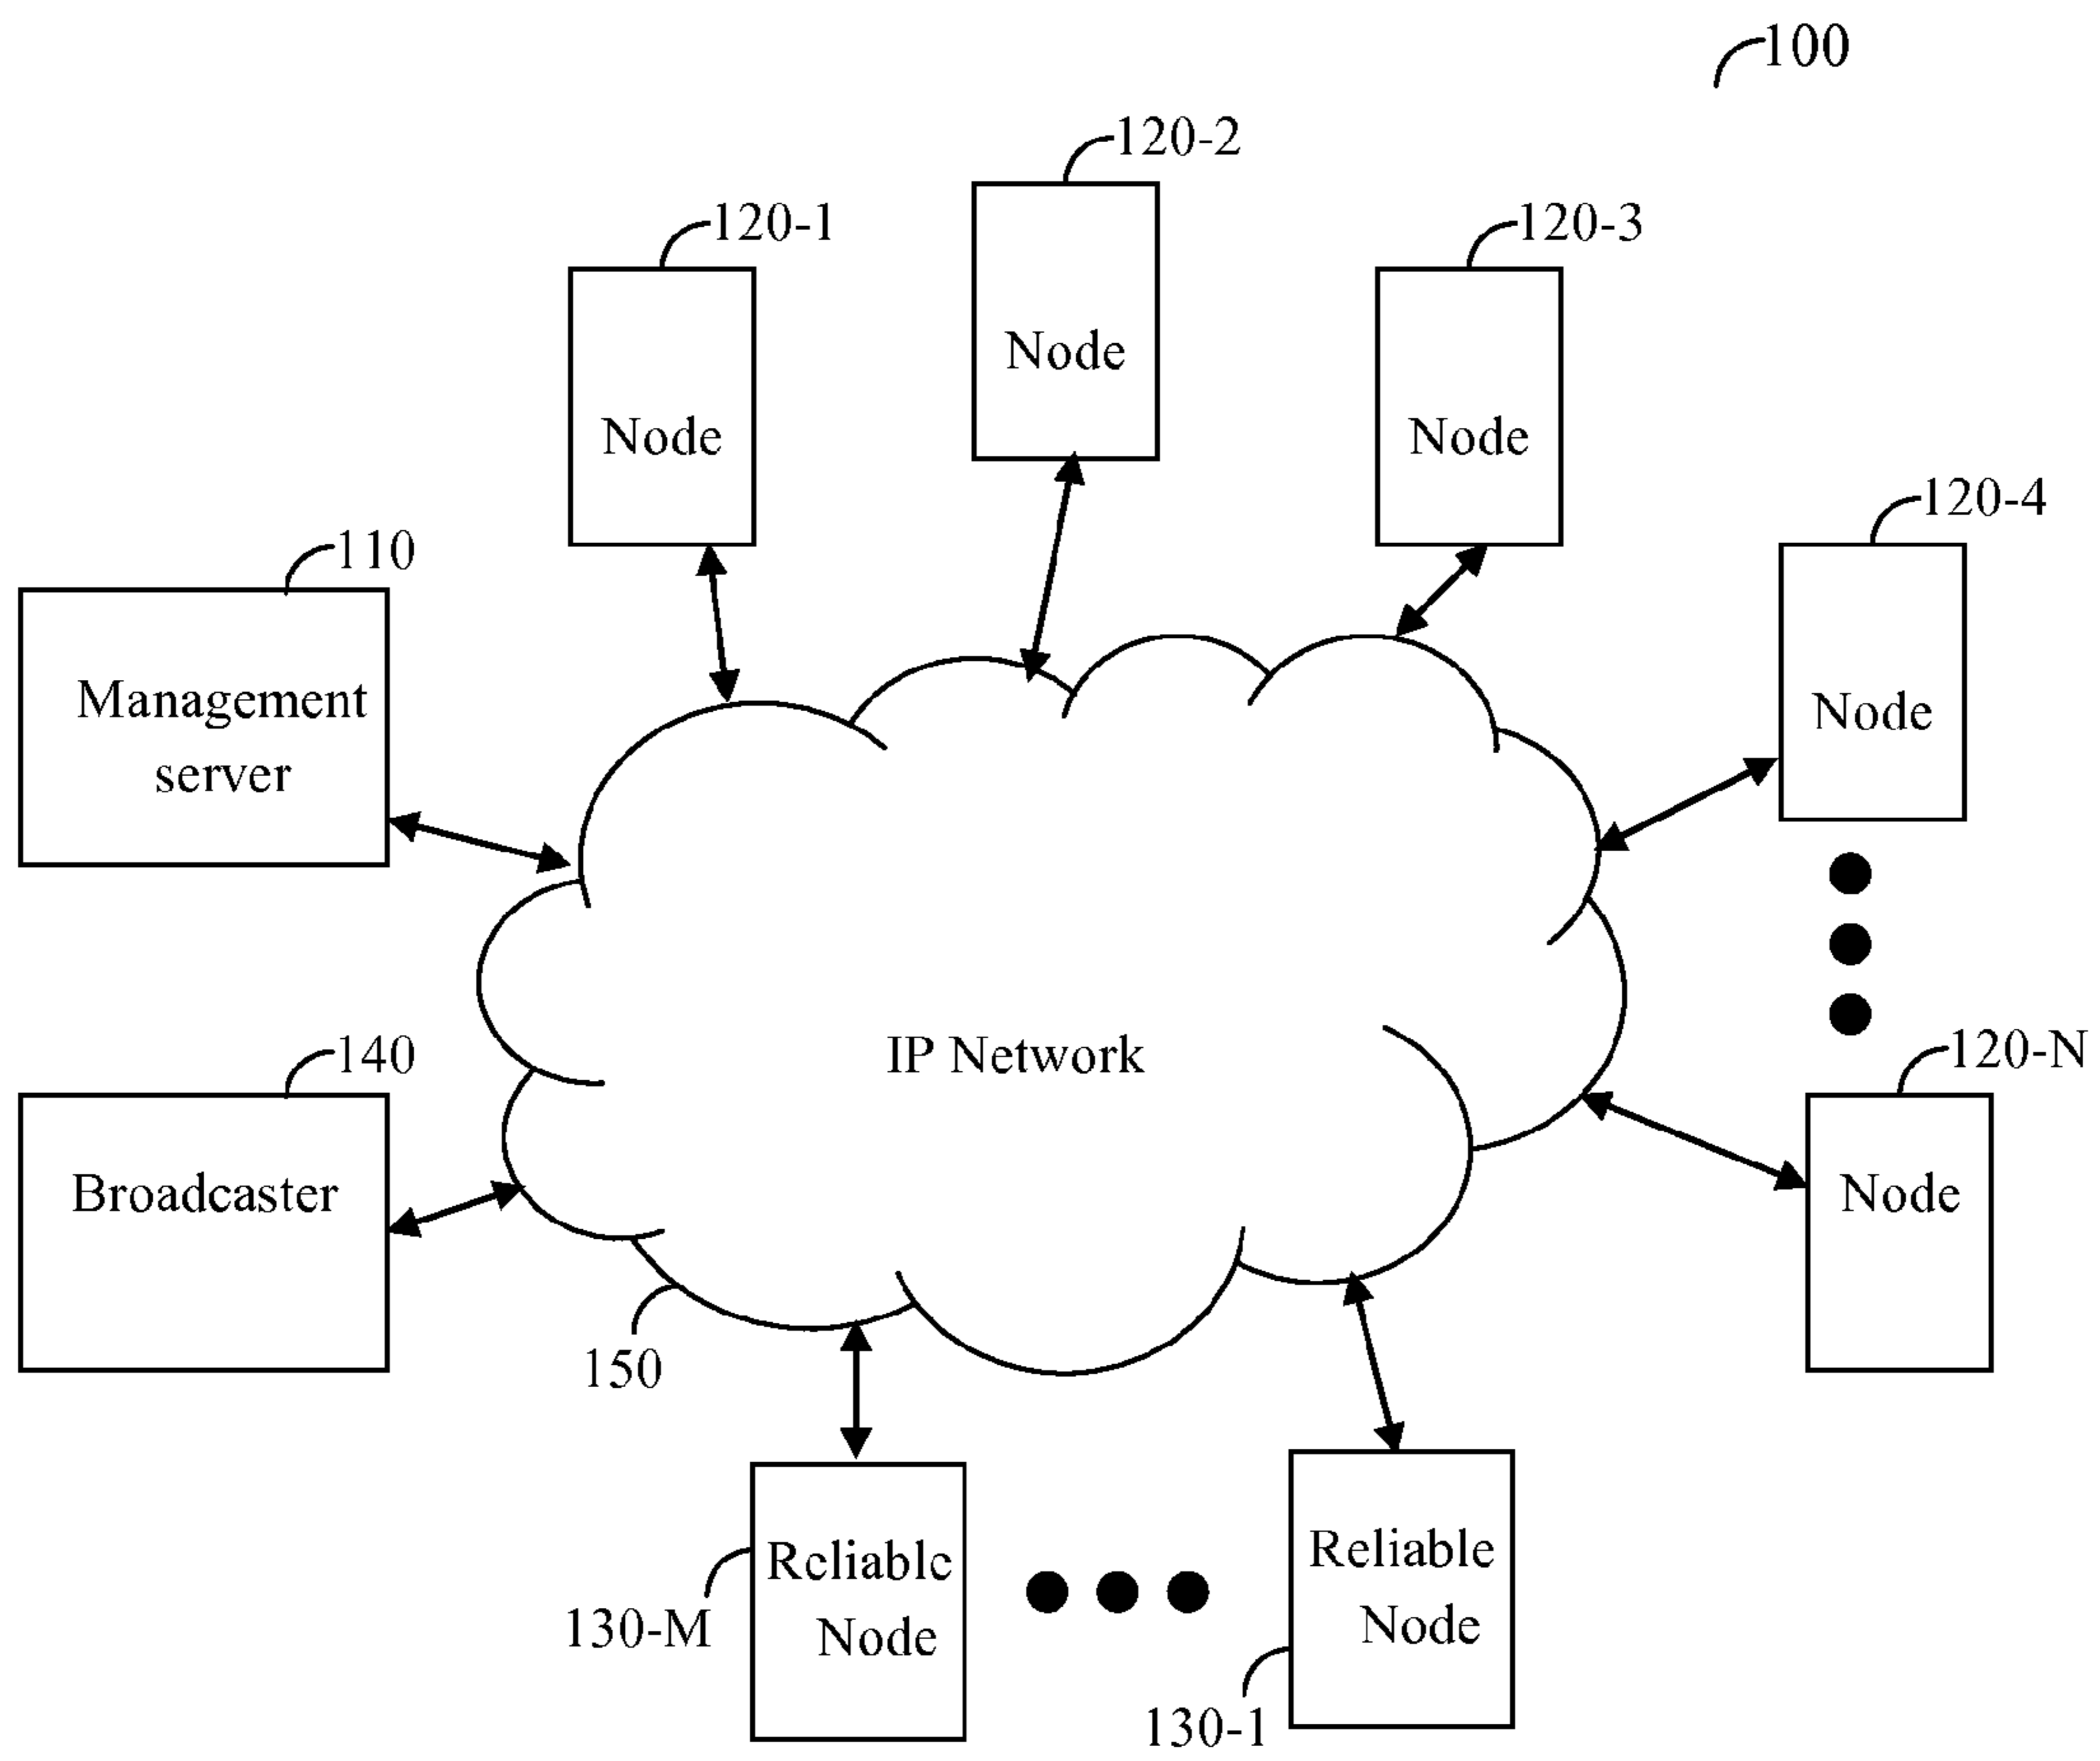 100
120-2
120-1
120-3
Node
Node
Node
120-4
110
Management
server
Node
120-N
IP Network
140
Broadcaster
Node
150
Reliable
Node
Reliable
Node
130-M
130-1